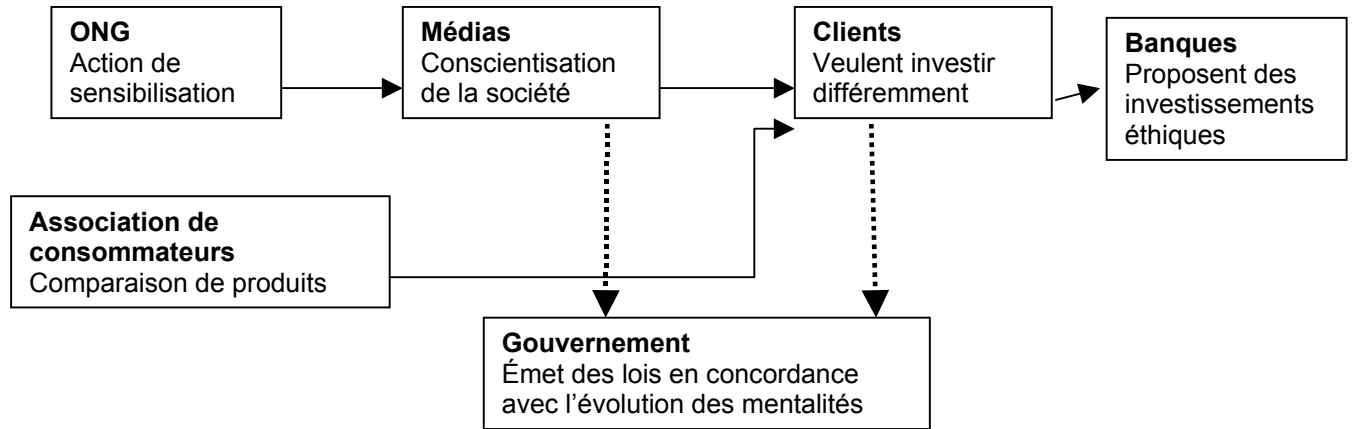 ONG
Action de
sensibilisation
Médias
Conscientisation
de la société
Clients
Veulent investir
différemment
Banques
Proposent des
investissements
éthiques
Association de
consommateurs
Comparaison de produits
Gouvernement
Émet des lois en concordance
avec l’évolution des mentalités